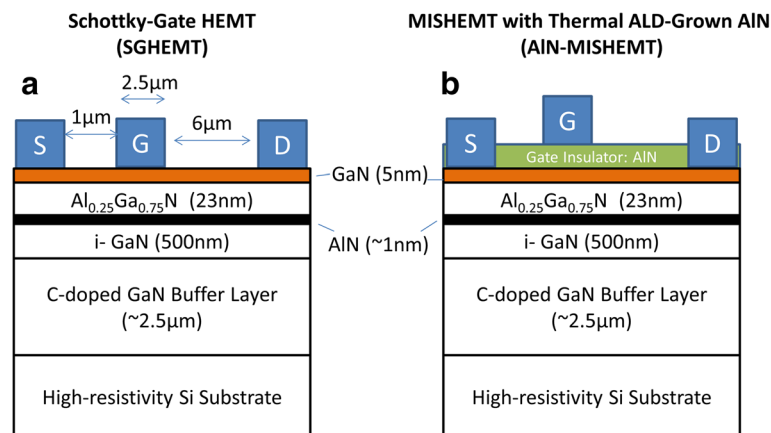 Schottky-Gate HEMT
(SGHEMT)
MISHEMT with Thermal ALD-Grown AlN
(AlN-MISHEMT)
a
2.5μm
1μm
6μm
S
G
D
b
G
S
D
Gate Insulator: AlN
GaN (5nm)
Al0.25Ga0.75N (23nm)
Al0.25Ga0.75N (23nm)
AlN (~1nm)
i- GaN (500nm)
i- GaN (500nm)
C-doped GaN Buffer Layer
(~2.5μm)
C-doped GaN Buffer Layer
(~2.5μm)
High-resistivity Si Substrate
High-resistivity Si Substrate